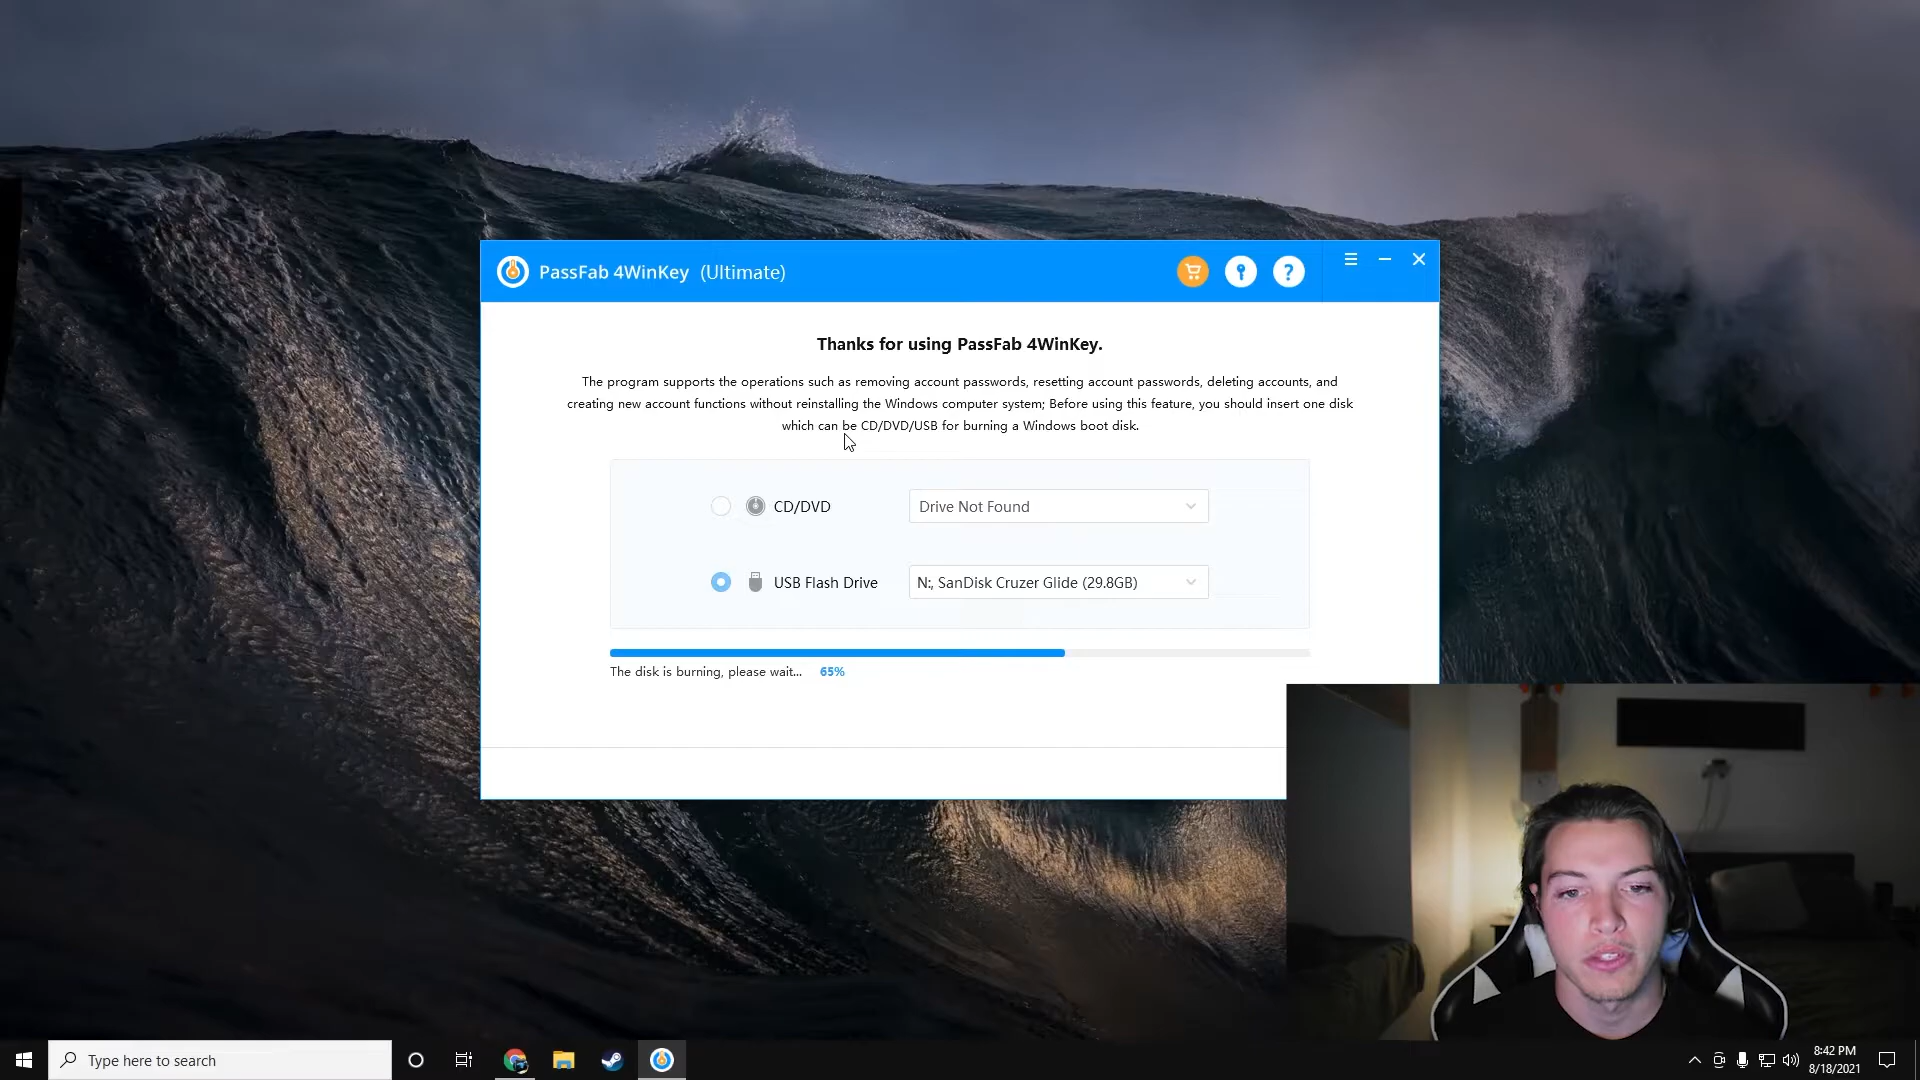 PassFab 4WinKey (Ultimate)
Thanks for using PassFab 4WinKey.
The program supports the operations such as removing account passwords, resetting account passwords, deleting accounts, and
creating new account functions without reinstalling the Windows computer system; Before using this feature, you should insert one disk
which can be CD/DVD/USB for burning a Windows boot disk.
CD/DVD Drive Not Found
USB Flash Drive N:, SanDisk Cruzer Glide (29.8GB)
The disk is burning, please wait... 65%
Type here to search
8:42 PM
8/18/2021